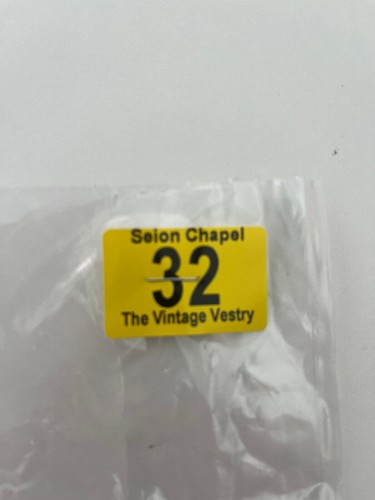 Seion Chapel
32
The Vintage Vestry